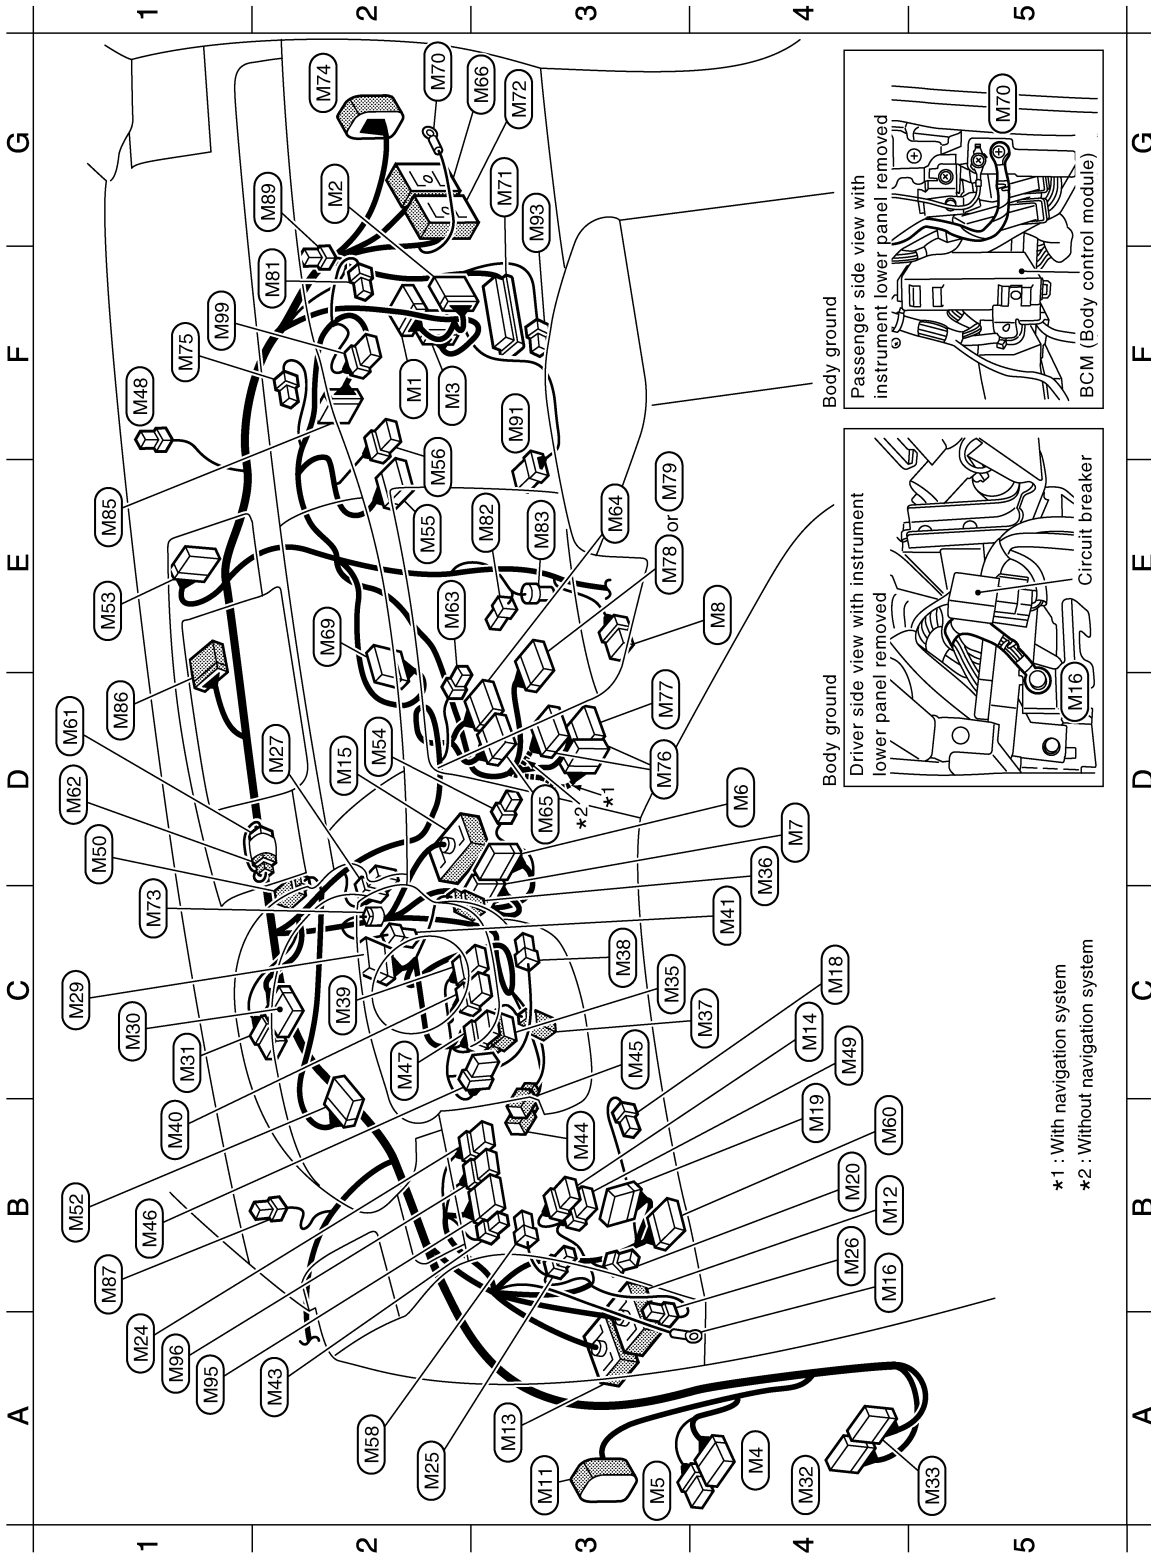 1
2
3
4
5
G
F
E
D
C
B
A
M74
M70
M66
M72
M2
M89
M81
M71
M93
M99
M75
M48
M1
M3
M91
M56
M85
M55
M82
M83
M64
M78 or M79
M53
M63
M69
M8
M86
M61
M27
M15
M54
M77
M76
M62
M50
M65
*2
*1
M6
M7
M36
M73
M41
M29
M30
M31
M39
M38
M35
M37
M18
M14
M49
M47
M45
M40
M44
M19
M60
M52
M46
M87
M20
M12
M26
M16
M24
M96
M95
M43
M58
M25
M13
M11
M5
M4
M32
M33
Body ground
Passenger side view with
instrument lower panel removed
M70
BCM (Body control module)
Body ground
Driver side view with instrument
lower panel removed
M16
Circuit breaker
*1 : With navigation system
*2 : Without navigation system
1
2
3
4
5
G
F
E
D
C
B
A